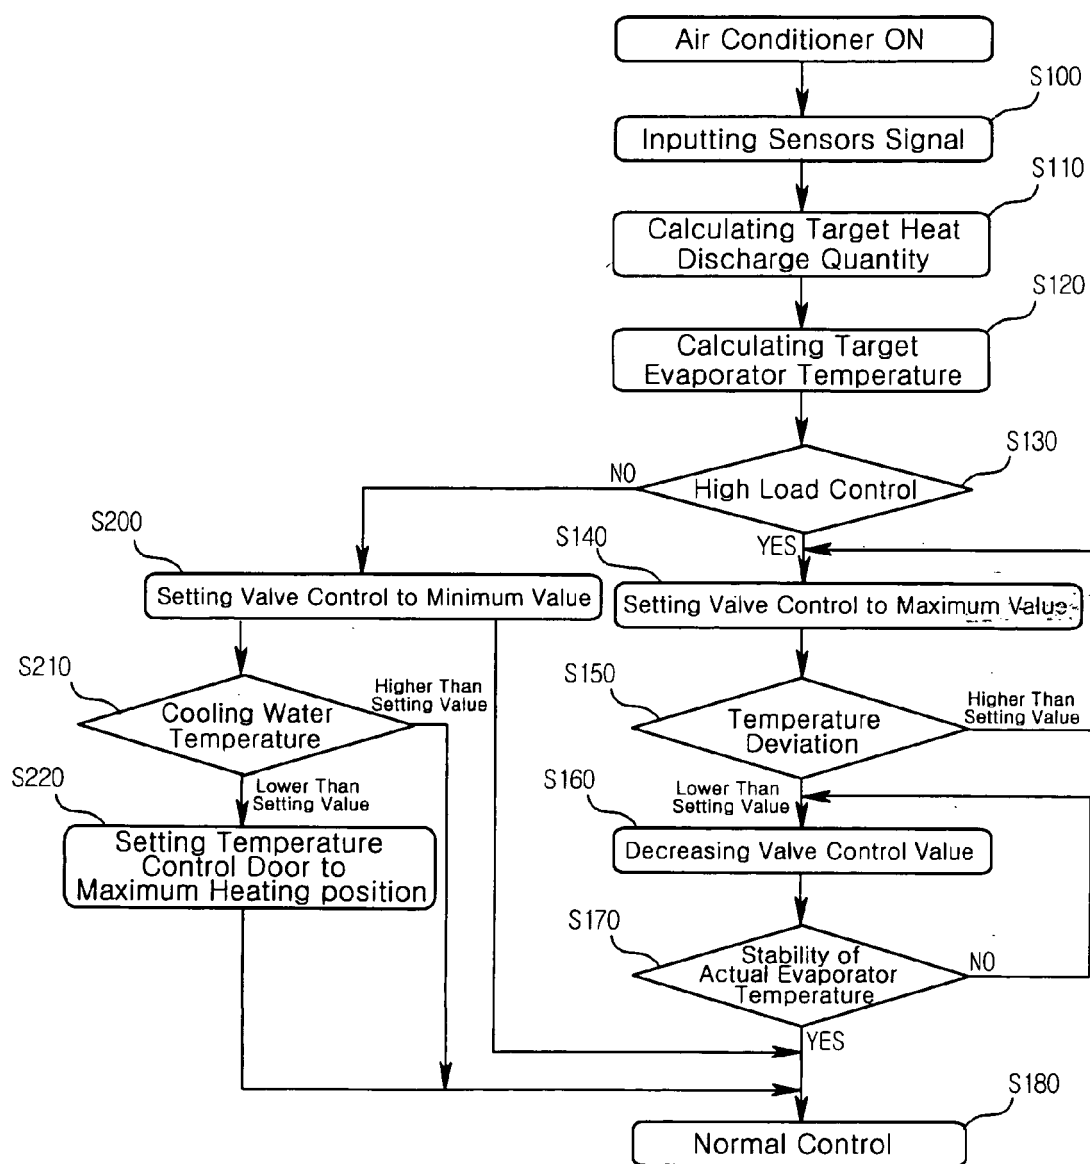 Air Conditioner ON
S100
Inputting Sensors Signal
S110
Calculating Target Heat
Discharge Quantity
S120
Calculating Target
Evaporator Temperature
S130
High Load Control
NO
YES
S200
Setting Valve Control to Minimum Value
S140
Setting Valve Control to Maximum Value
S210
Cooling Water
Temperature
Higher Than
Setting Value
S150
Temperature
Deviation
Higher Than
Setting Value
S220
Lower Than
Setting Value
Setting Temperature
Control Door to
Maximum Heating position
S160
Lower Than
Setting Value
Decreasing Valve Control Value
S170
Stability of
Actual Evaporator
Temperature
NO
YES
S180
Normal Control